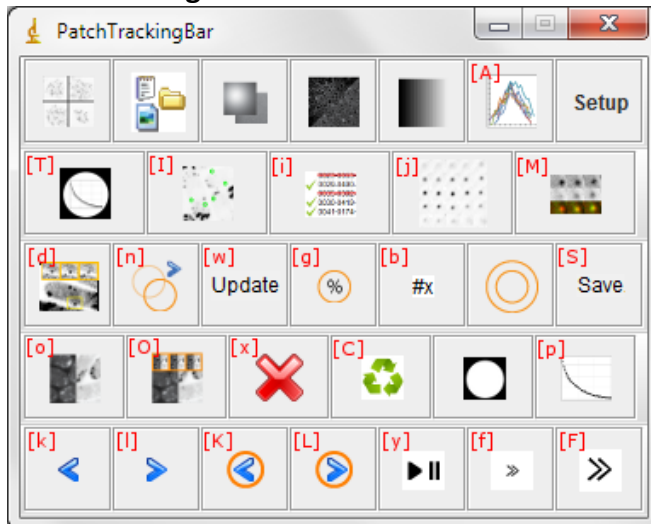 PatchTrackingBar
[A] Setup
[T] [I] [i] [j] [M]
[d] [n] [w] Update [g] % [b] #x [S] Save
[o] [O] [x] [C] [p]
[k] [l] [K] [L] [y] [f] [F]